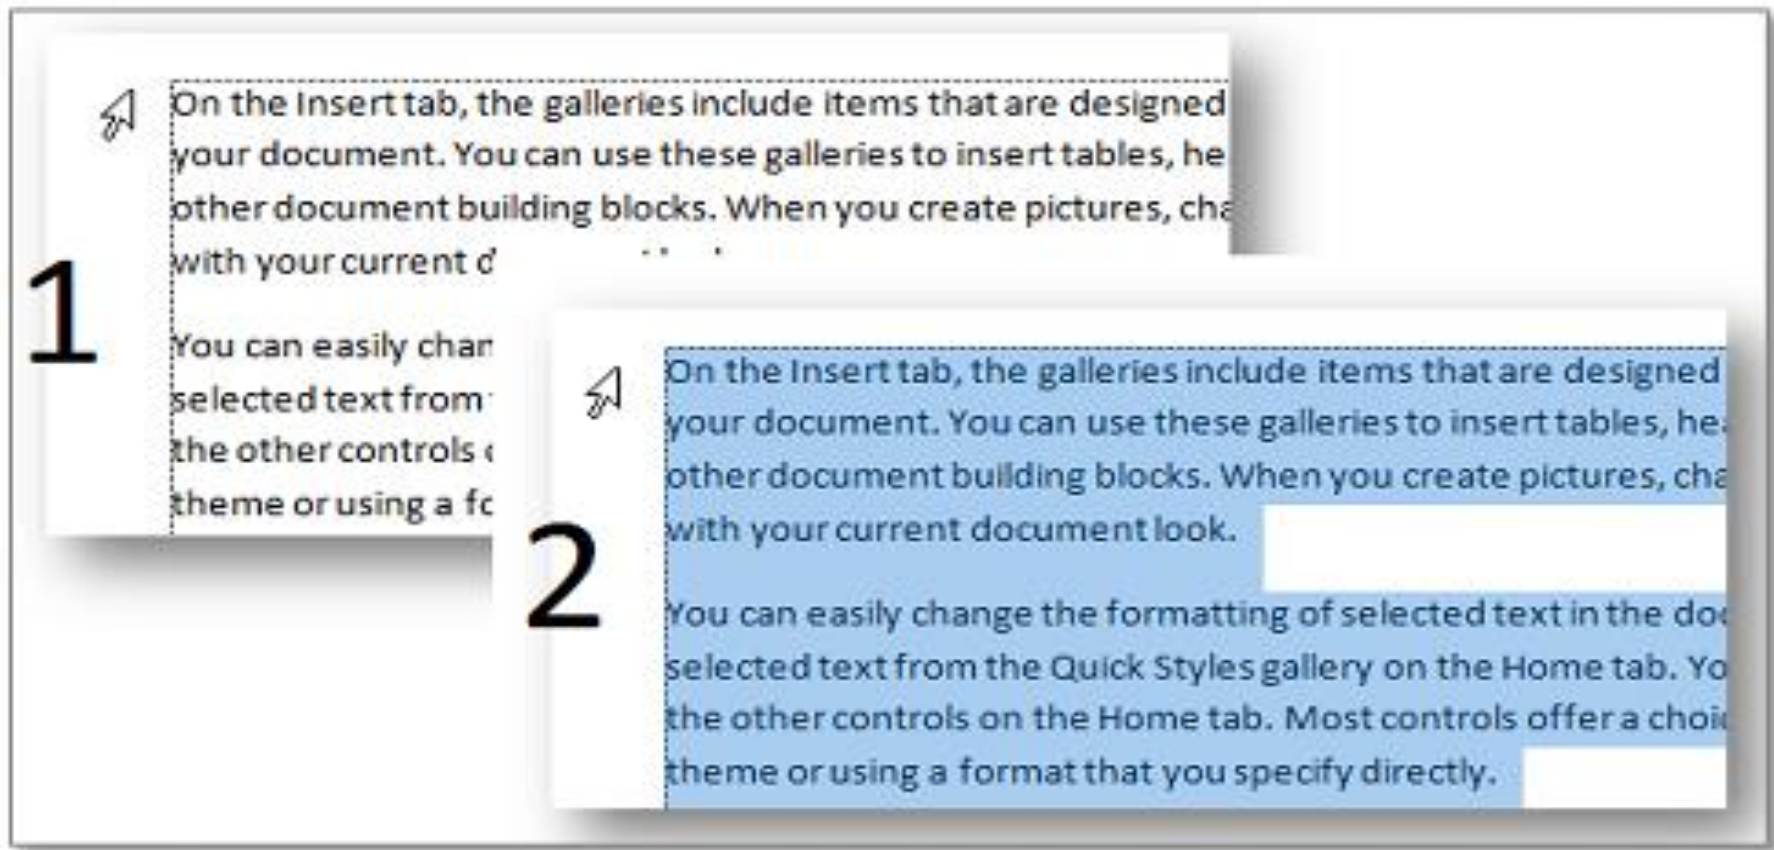 On the Insert tab, the galleries include items that are designed
your document. You can use these galleries to insert tables, he
other document building blocks. When you create pictures, cha
with your current d
1
You can easily chan
selected text from
the other controls
theme or using a fo
On the Insert tab, the galleries include items that are designed
your document. You can use these galleries to insert tables, hea
other document building blocks. When you create pictures, cha
with your current document look.
2
You can easily change the formatting of selected text in the doc
selected text from the Quick Styles gallery on the Home tab. Yo
the other controls on the Home tab. Most controls offer a choic
theme or using a format that you specify directly.